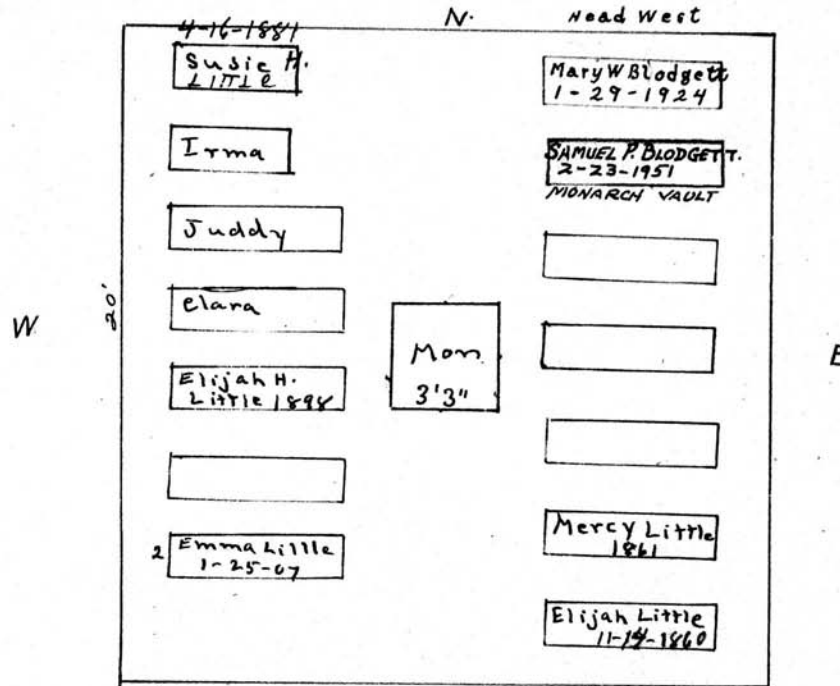 N.
Head West
4-16-1881
Susie H.
LITTLE
Irma
Juddy
Clara
Elijah H.
Little 1898
2
Emma Little
1-25-07
W
20'
Mon
3'3"
Mary W Blodgett
1-29-1924
SAMUEL P. BLODGETT.
2-23-1951
MONARCH VAULT
Mercy Little
1861
Elijah Little
11-14-1860
E